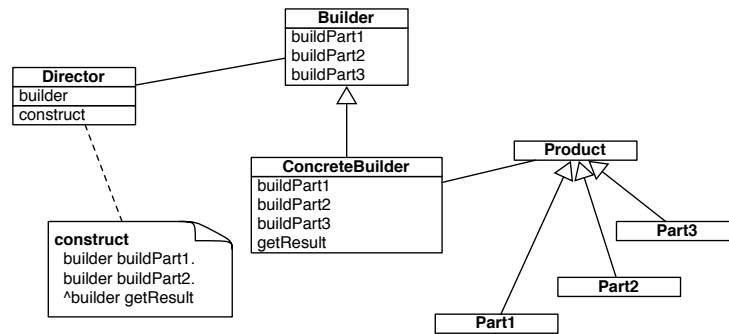 Builder
buildPart1
buildPart2
buildPart3
Director
builder
construct
ConcreteBuilder
buildPart1
buildPart2
buildPart3
getResult
Product
Part3
Part2
Part1
construct
builder buildPart1.
builder buildPart2.
^builder getResult